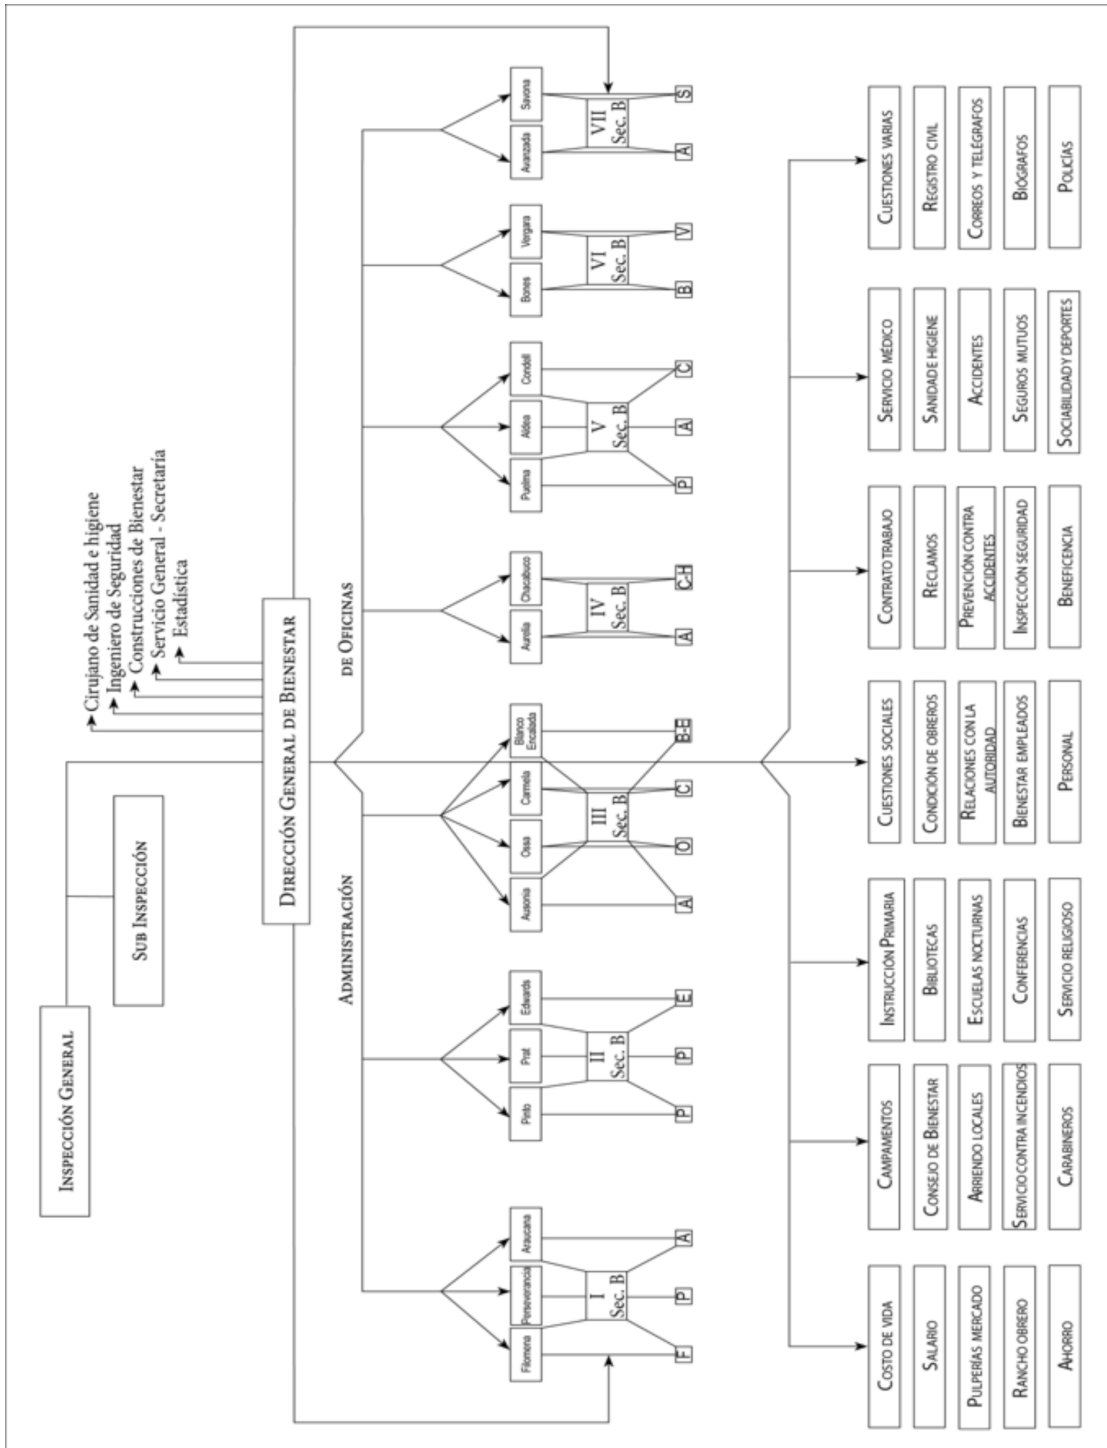 INSPECCIÓN GENERAL
SUB INSPECCIÓN
Cirujano de Sanidad e higiene
Ingeniero de Seguridad
Construcciones de Bienestar
Servicio General - Secretaría
Estadística
DIRECCIÓN GENERAL DE BIENESTAR
ADMINISTRACIÓN
DE OFICINAS
Filomena
Perseverancia
Araucana
I
Sec. B
F
P
A
Pinto
Prat
Edwards
II
Sec. B
P
P
E
Ausonia
Ossa
Carmela
Blanco
Encalada
III
Sec. B
A
O
C
B-E
Aurelia
Chacabuco
IV
Sec. B
A
C-H
Puelma
Aldea
Condell
V
Sec. B
P
A
C
Bones
Vergara
VI
Sec. B
B
V
Avanzada
Savona
VII
Sec. B
A
S
COSTO DE VIDA
SALARIO
PULPERÍAS MERCADO
RANCHO OBRERO
AHORRO
CAMPAMENTOS
CONSEJO DE BIENESTAR
ARRIENDO LOCALES
SERVICIO CONTRA INCENDIOS
CARABINEROS
INSTRUCCIÓN PRIMARIA
BIBLIOTECAS
ESCUELAS NOCTURNAS
CONFERENCIAS
SERVICIO RELIGIOSO
CUESTIONES SOCIALES
CONDICIÓN DE OBREROS
RELACIONES CON LA
AUTORIDAD
BIENESTAR EMPLEADOS
PERSONAL
CONTRATO TRABAJO
RECLAMOS
PREVENCIÓN CONTRA
ACCIDENTES
INSPECCIÓN SEGURIDAD
BENEFICENCIA
SERVICIO MÉDICO
SANIDAD E HIGIENE
ACCIDENTES
SEGUROS MUTUOS
SOCIABILIDAD Y DEPORTES
CUESTIONES VARIAS
REGISTRO CIVIL
CORREOS Y TELÉGRAFOS
BIÓGRAFOS
POLICÍAS